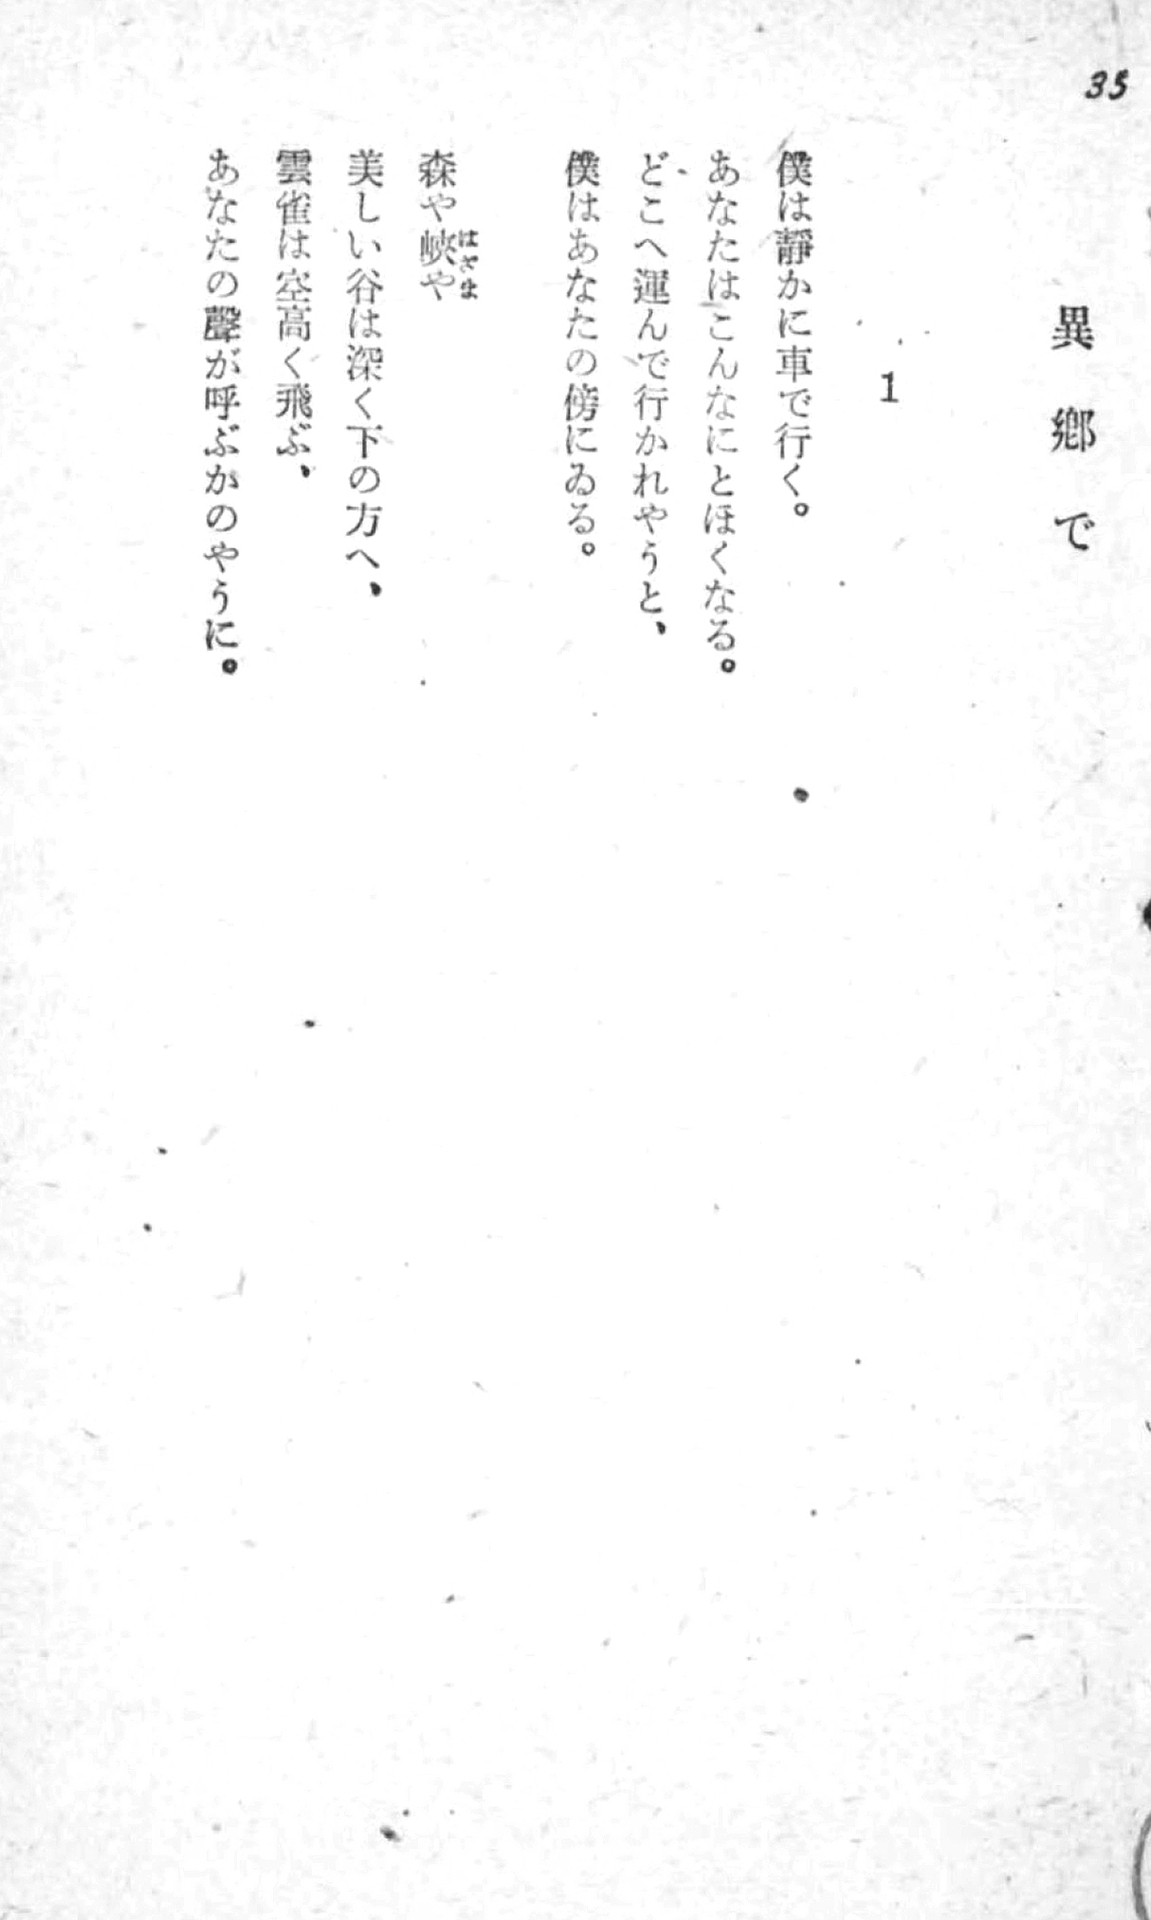 35
異鄕で
1
僕は靜かに車で行く。
あなたはこんなにとほくなる。
どこへ運んで行かれやうと、
僕はあなたの傍にゐる。
森や峽や
はざま
美しい谷は深く下の方へ、
雲雀は空高く飛ぶ、
あなたの聲が呼ぶかのやうに。